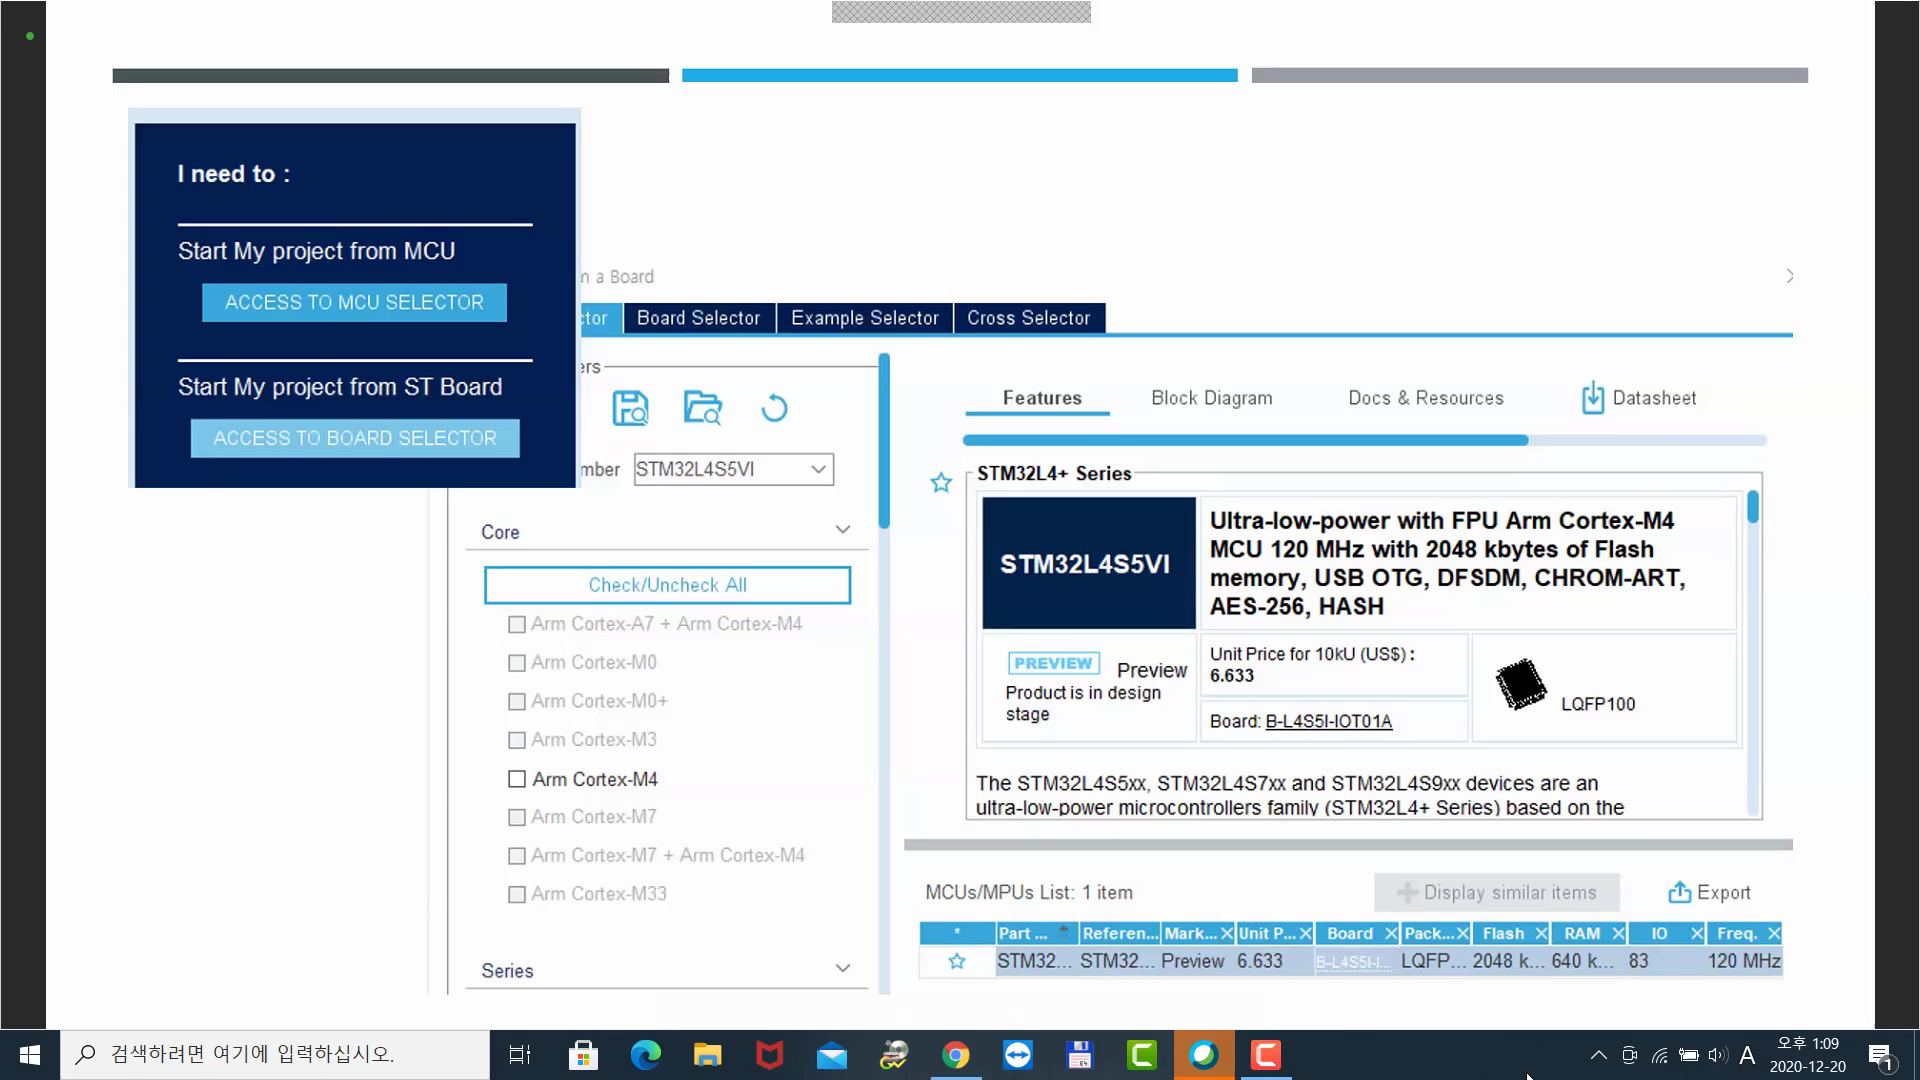 I need to :
Start My project from MCU
ACCESS TO MCU SELECTOR
Start My project from ST Board
ACCESS TO BOARD SELECTOR
a Board
Board Selector
Example Selector
Cross Selector
STM32L4S5VI
Core
Check/Uncheck All
Arm Cortex-A7 + Arm Cortex-M4
Arm Cortex-M0
Arm Cortex-M0+
Arm Cortex-M3
Arm Cortex-M4
Arm Cortex-M7
Arm Cortex-M7 + Arm Cortex-M4
Arm Cortex-M33
Series
Features
Block Diagram
Docs & Resources
Datasheet
STM32L4+ Series
STM32L4S5VI
Ultra-low-power with FPU Arm Cortex-M4
MCU 120 MHz with 2048 kbytes of Flash
memory, USB OTG, DFSDM, CHROM-ART,
AES-256, HASH
PREVIEW Preview
Product is in design
stage
Unit Price for 10kU (US$) :
6.633
Board: B-L4S5I-IOT01A
LQFP100
The STM32L4S5xx, STM32L4S7xx and STM32L4S9xx devices are an
ultra-low-power microcontrollers family (STM32L4+ Series) based on the
MCUs/MPUs List: 1 item
Display similar items
Export
* Part ... Referen... Mark... Unit P... Board Pack... Flash RAM IO Freq.
STM32... STM32... Preview 6.633 B-L4S5I-I... LQFP... 2048 k... 640 k... 83 120 MHz
검색하려면 여기에 입력하십시오.
A
오후 1:09
2020-12-20
1